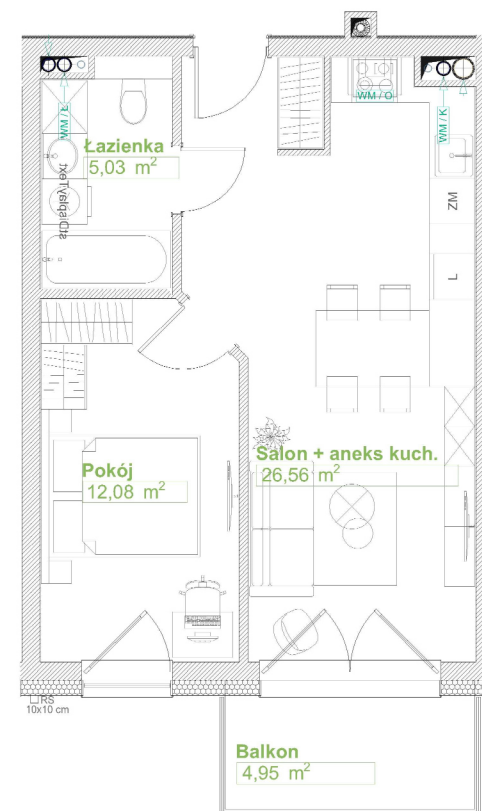 WM / Ł
WM / O
WM / K
Łazienka
5,03 m²
StDisplayTytxt
ZM
L
Pokój
12,08 m²
Salon + aneks kuch.
26,56 m²
RS
10x10 cm
Balkon
4,95 m²